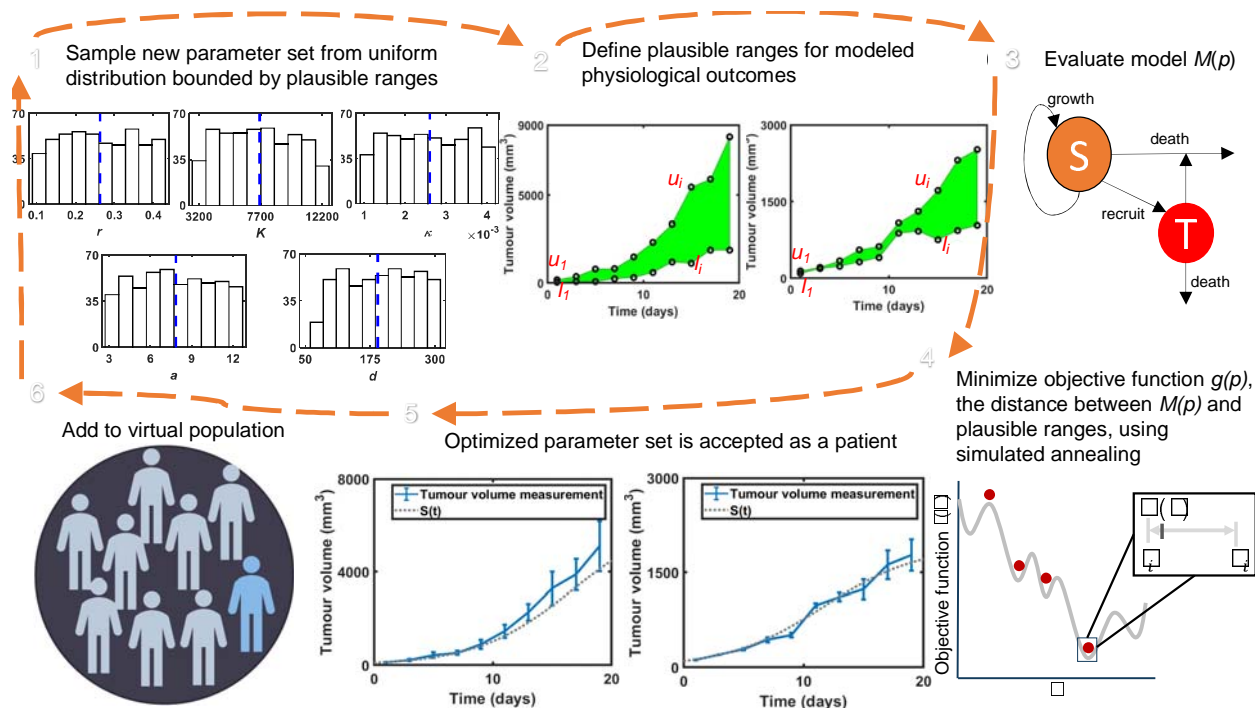 1
Sample new parameter set from uniform
distribution bounded by plausible ranges
70
35
0
0.1 0.2 0.3 0.4
r
70
35
0
3200 77700 12200
K
70
35
0
1 2 3 4
κ ×10⁻³
70
35
0
3 6 9 12
a
70
35
0
50 175 300
d
2
Define plausible ranges for modeled
physiological outcomes
Tumour volume (mm³)
9000
5000
0
0 10 20
Time (days)
u₁
l₁
uᵢ
lᵢ
Tumour volume (mm³)
3000
1500
0
0 10 20
Time (days)
u₁
l₁
uᵢ
lᵢ
3
Evaluate model M(p)
growth
S
death
recruit
T
death
4
Minimize objective function g(p),
the distance between M(p) and
plausible ranges, using
simulated annealing
Objective function
i
i
5
Optimized parameter set is accepted as a patient
Tumour volume (mm³)
8000
4000
0
0 10 20
Time (days)
Tumour volume measurement
S(t)
Tumour volume (mm³)
3000
1500
0
0 10 20
Time (days)
Tumour volume measurement
S(t)
6
Add to virtual population